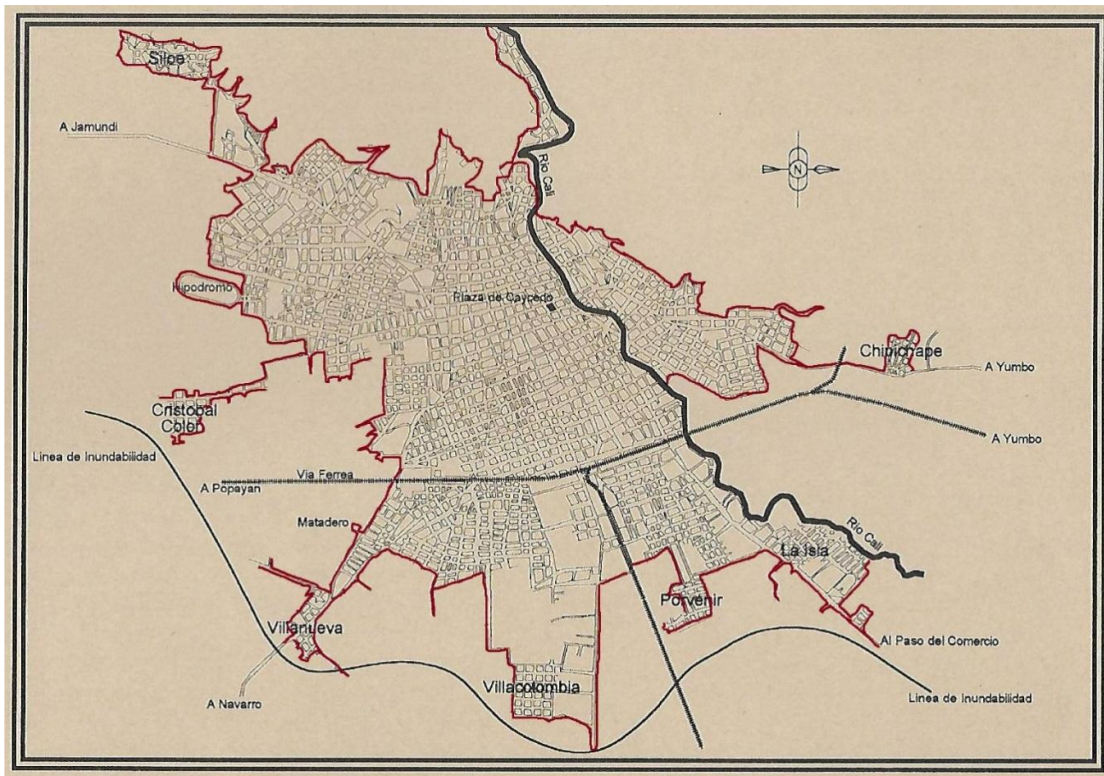 Siloe
A Jamundi
Rio Cali
N
Hipodromo
Plaza de Caycedo
Chipichape
A Yumbo
Cristobal
Colon
A Yumbo
Linea de Inundabilidad
Via Ferrea
A Popayan
Matadero
Rio Cali
La Isla
Porvenir
Villanueva
Al Paso del Comercio
Villacolombia
A Navarro
Linea de Inundabilidad